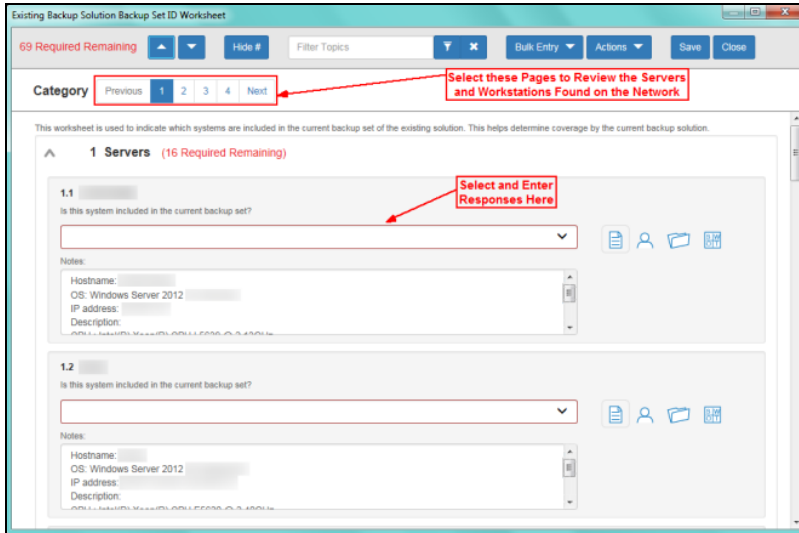 Existing Backup Solution Backup Set ID Worksheet
69 Required Remaining Hide # Filter Topics Bulk Entry Actions Save Close
Category Previous 1 2 3 4 Next
Select these Pages to Review the Servers
and Workstations Found on the Network
This worksheet is used to indicate which systems are included in the current backup set of the existing solution. This helps determine coverage by the current backup solution.
1 Servers (16 Required Remaining)
1.1
Is this system included in the current backup set?
Select and Enter
Responses Here
Notes:
Hostname:
OS: Windows Server 2012
IP address:
Description:
1.2
Is this system included in the current backup set?
Notes:
Hostname:
OS: Windows Server 2012
IP address:
Description: